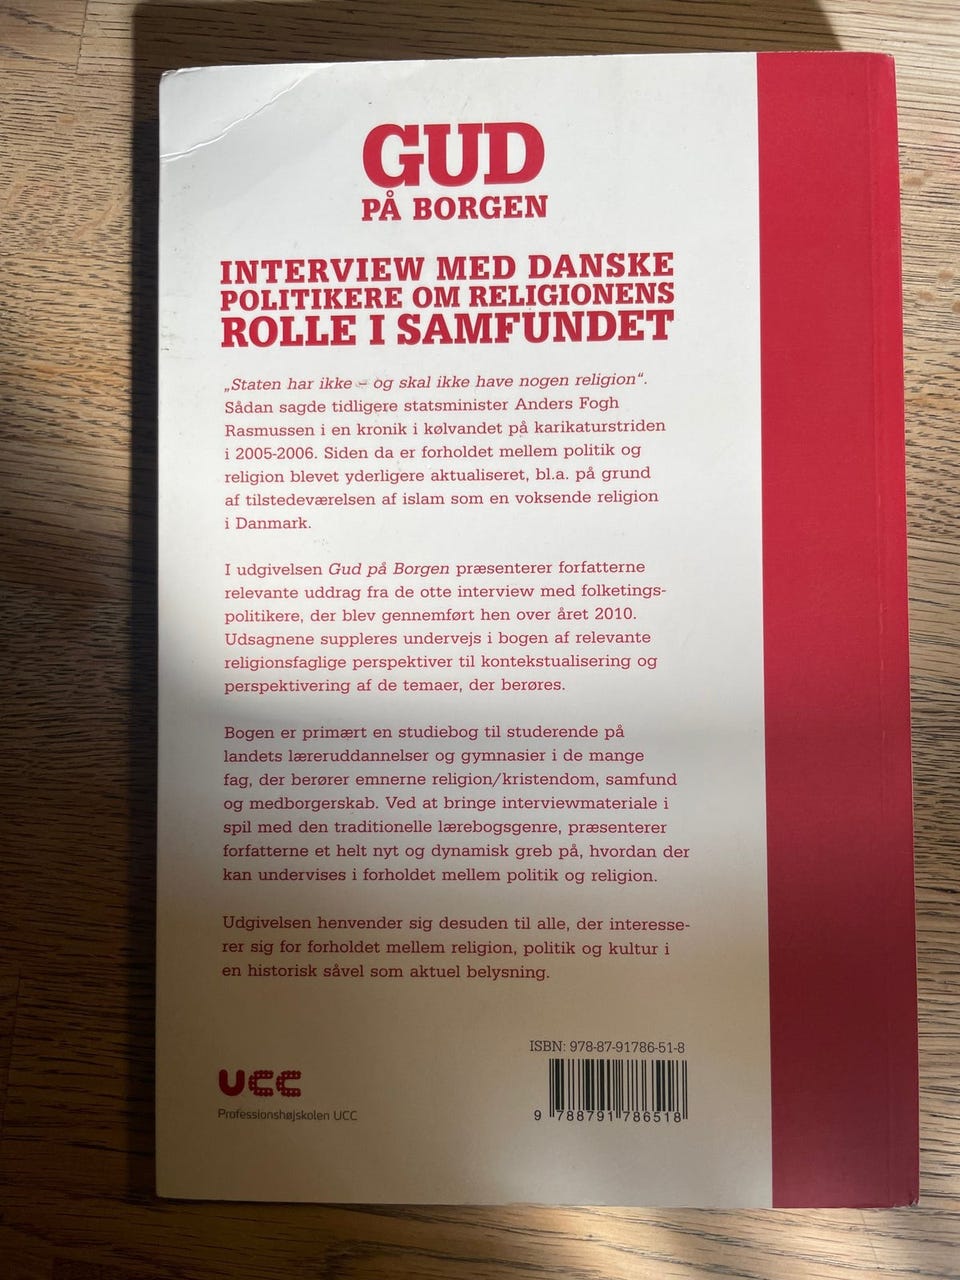 GUD
PÅ BORGEN
INTERVIEW MED DANSKE
POLITIKERE OM RELIGIONENS
ROLLE I SAMFUNDET
„Staten har ikke – og skal ikke have nogen religion“.
Sådan sagde tidligere statsminister Anders Fogh
Rasmussen i en kronik i kølvandet på karikaturstriden
i 2005-2006. Siden da er forholdet mellem politik og
religion blevet yderligere aktualiseret, bl.a. på grund
af tilstedeværelsen af islam som en voksende religion
i Danmark.
I udgivelsen Gud på Borgen præsenterer forfatterne
relevante uddrag fra de otte interview med folketings-
politikere, der blev gennemført hen over året 2010.
Udsagnene suppleres undervejs i bogen af relevante
religionsfaglige perspektiver til kontekstualisering og
perspektivering af de temaer, der berøres.
Bogen er primært en studiebog til studerende på
landets læreruddannelser og gymnasier i de mange
fag, der berører emnerne religion/kristendom, samfund
og medborgerskab. Ved at bringe interviewmateriale i
spil med den traditionelle lærebogsgenre, præsenterer
forfatterne et helt nyt og dynamisk greb på, hvordan der
kan undervises i forholdet mellem politik og religion.
Udgivelsen henvender sig desuden til alle, der interesse-
rer sig for forholdet mellem religion, politik og kultur i
en historisk såvel som aktuel belysning.
ISBN: 978-87-91786-51-8
9 788791 786518
UCC
Professionshøjskolen UCC